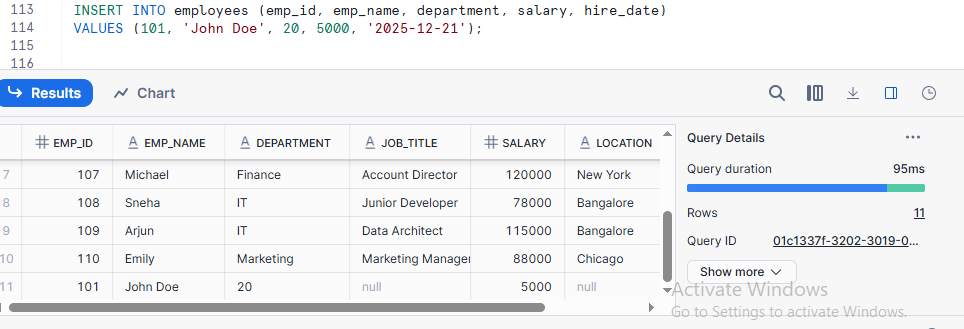 113 INSERT INTO employees (emp_id, emp_name, department, salary, hire_date)
114 VALUES (101, 'John Doe', 20, 5000, '2025-12-21');
115
116
Results Chart
# EMP_ID A EMP_NAME A DEPARTMENT A JOB_TITLE # SALARY A LOCATION
7 107 Michael Finance Account Director 120000 New York
8 108 Sneha IT Junior Developer 78000 Bangalore
9 109 Arjun IT Data Architect 115000 Bangalore
10 110 Emily Marketing Marketing Manager 88000 Chicago
11 101 John Doe 20 null 5000 null
Query Details ...
Query duration 95ms
Rows 11
Query ID 01c1337f-3202-3019-0...
Show more
Activate Windows
Go to Settings to activate Windows.